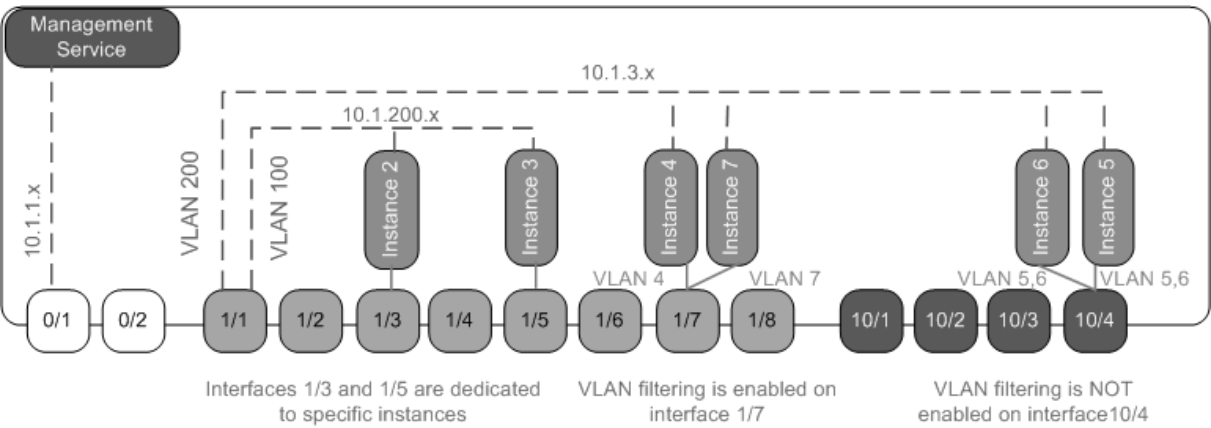 Management
Service
10.1.3.x
10.1.200.x
10.1.1.x
VLAN 200
VLAN 100
Instance 2
Instance 3
Instance 4
Instance 7
Instance 6
Instance 5
VLAN 4
VLAN 7
VLAN 5,6
VLAN 5,6
0/1
0/2
1/1
1/2
1/3
1/4
1/5
1/6
1/7
1/8
10/1
10/2
10/3
10/4
Interfaces 1/3 and 1/5 are dedicated
to specific instances
VLAN filtering is enabled on
interface 1/7
VLAN filtering is NOT
enabled on interface10/4